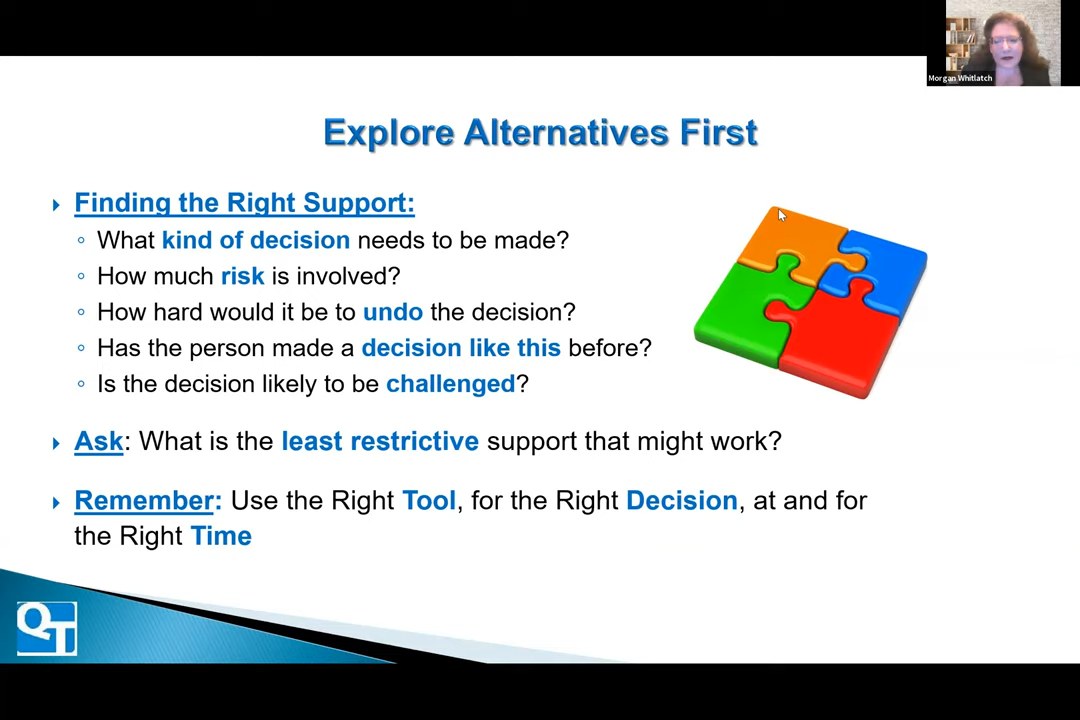 Morgan Whitlatch
Explore Alternatives First
Finding the Right Support:
What kind of decision needs to be made?
How much risk is involved?
How hard would it be to undo the decision?
Has the person made a decision like this before?
Is the decision likely to be challenged?
Ask: What is the least restrictive support that might work?
Remember: Use the Right Tool, for the Right Decision, at and for
the Right Time
QT